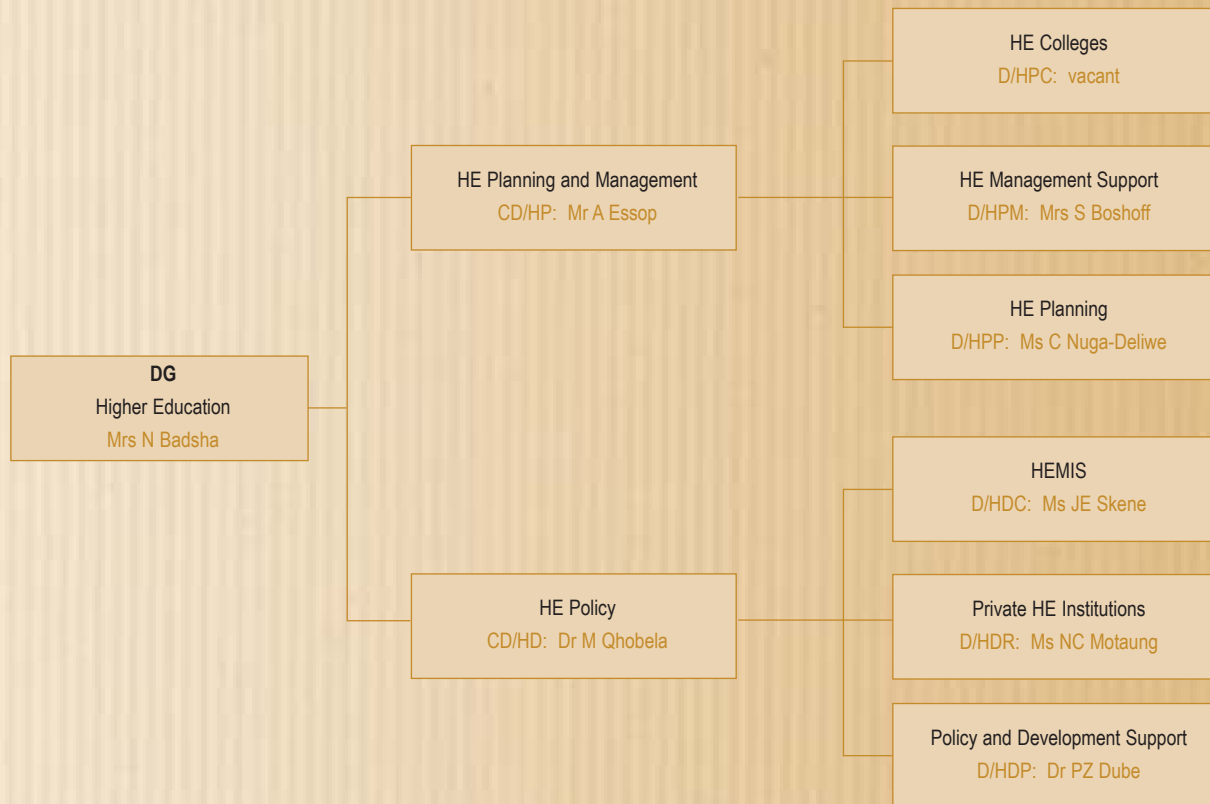 DG
Higher Education
Mrs N Badsha
HE Planning and Management
CD/HP: Mr A Essop
HE Colleges
D/HPC: vacant
HE Management Support
D/HPM: Mrs S Boshoff
HE Planning
D/HPP: Ms C Nuga-Deliwe
HE Policy
CD/HD: Dr M Qhobela
HEMIS
D/HDC: Ms JE Skene
Private HE Institutions
D/HDR: Ms NC Motaung
Policy and Development Support
D/HDP: Dr PZ Dube